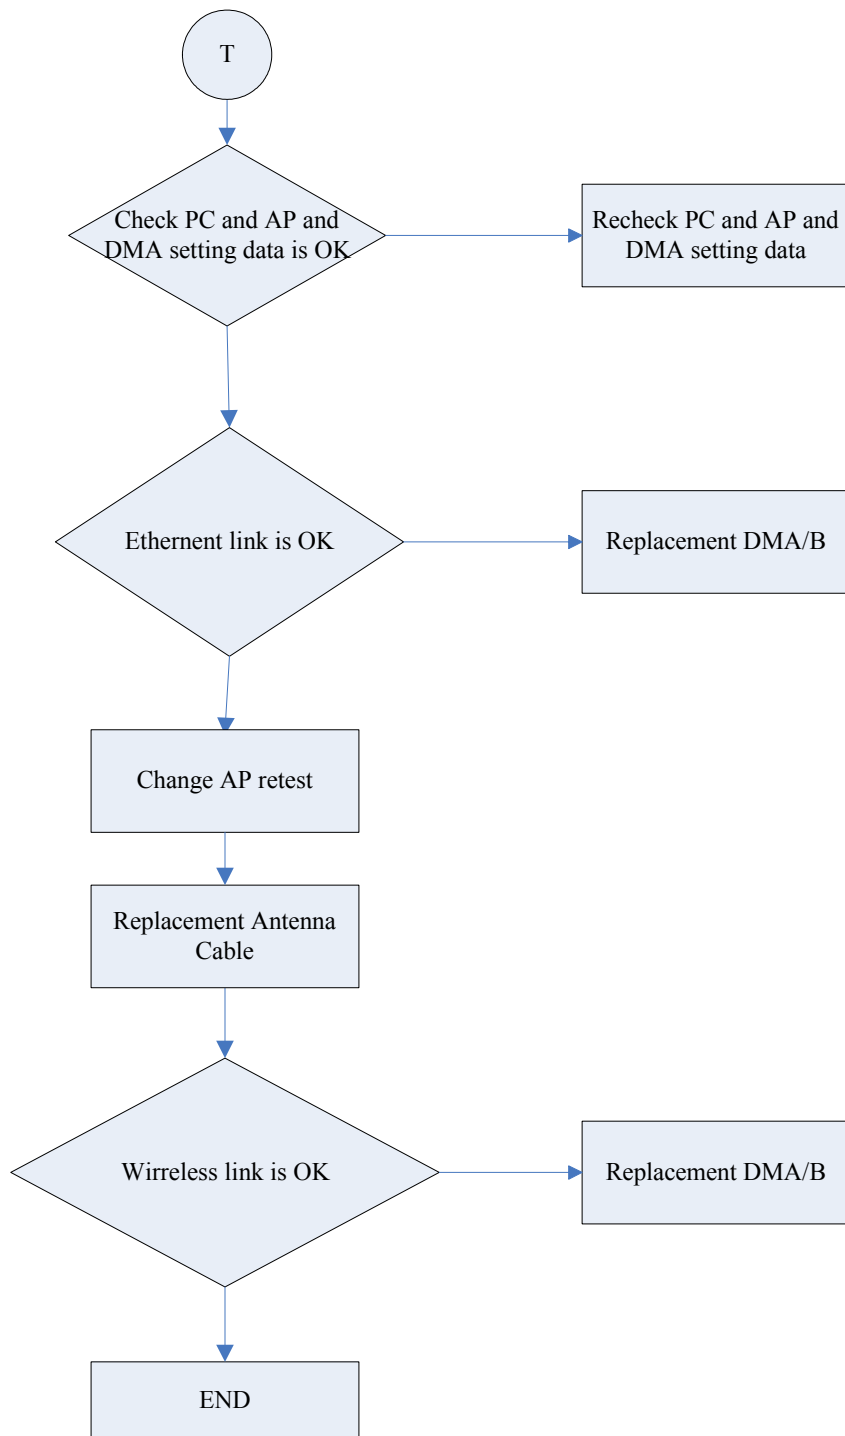 T
Check PC and AP and
DMA setting data is OK
Recheck PC and AP and
DMA setting data
Ethernent link is OK
Replacement DMA/B
Change AP retest
Replacement Antenna
Cable
Wirreless link is OK
Replacement DMA/B
END